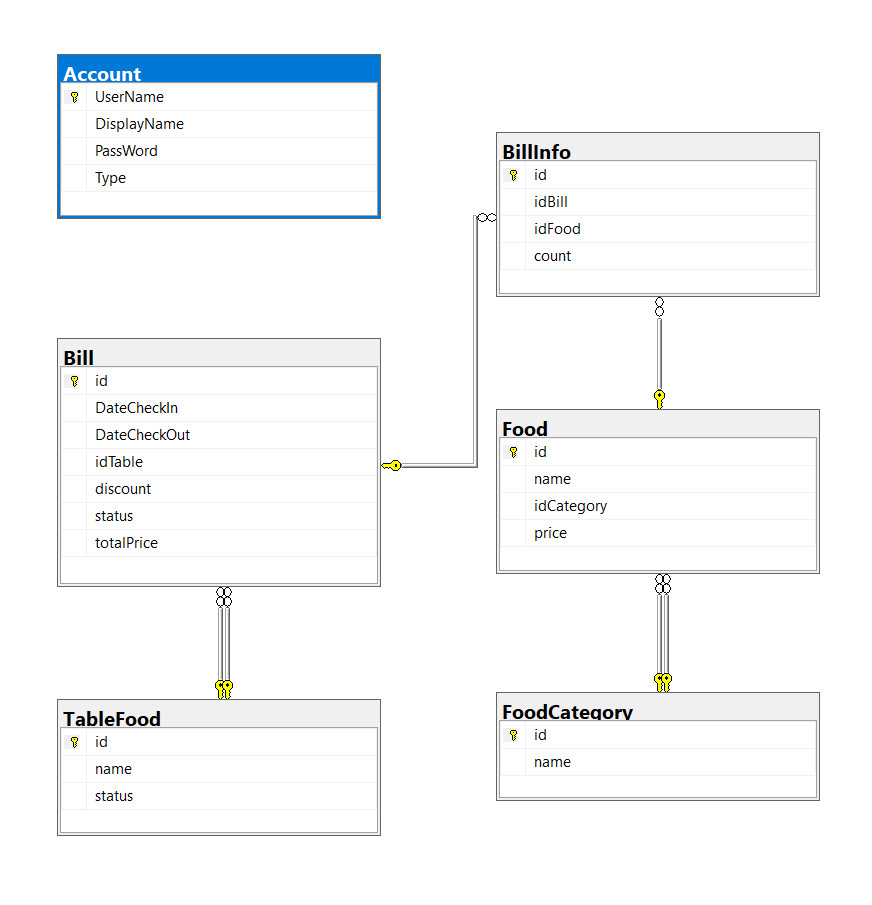 Account
UserName
DisplayName
PassWord
Type
BillInfo
id
idBill
idFood
count
Bill
id
DateCheckIn
DateCheckOut
idTable
discount
status
totalPrice
Food
id
name
idCategory
price
TableFood
id
name
status
FoodCategory
id
name